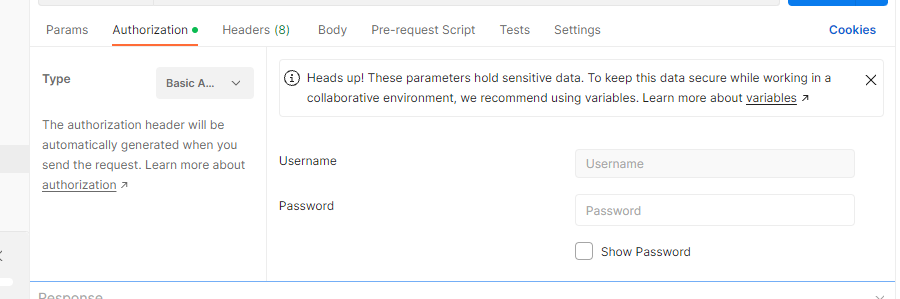 Params Authorization Headers (8) Body Pre-request Script Tests Settings Cookies
Type
Basic A...
The authorization header will be
automatically generated when you
send the request. Learn more about
authorization ↗
Heads up! These parameters hold sensitive data. To keep this data secure while working in a
collaborative environment, we recommend using variables. Learn more about variables ↗
Username Username
Password Password
Show Password
Response